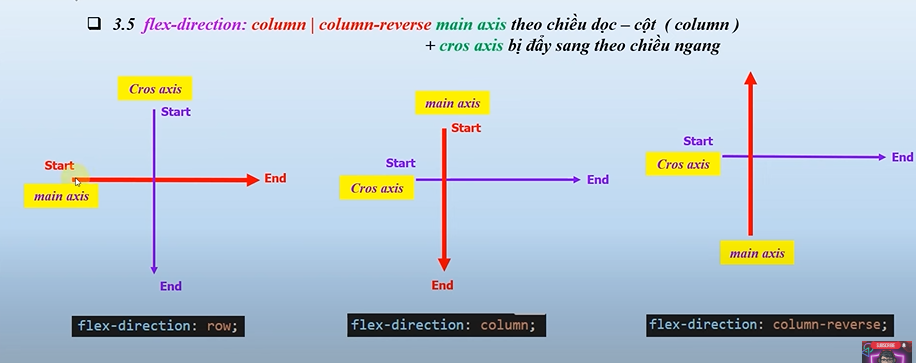 3.5 flex-direction: column | column-reverse main axis theo chiều dọc – cột ( column )
+ cros axis bị đẩy sang theo chiều ngang
Cros axis
Start
Start
main axis
End
End
flex-direction: row;
main axis
Start
Start
Cros axis
End
End
flex-direction: column;
Start
Cros axis
End
main axis
flex-direction: column-reverse;
SUBSCRIBE